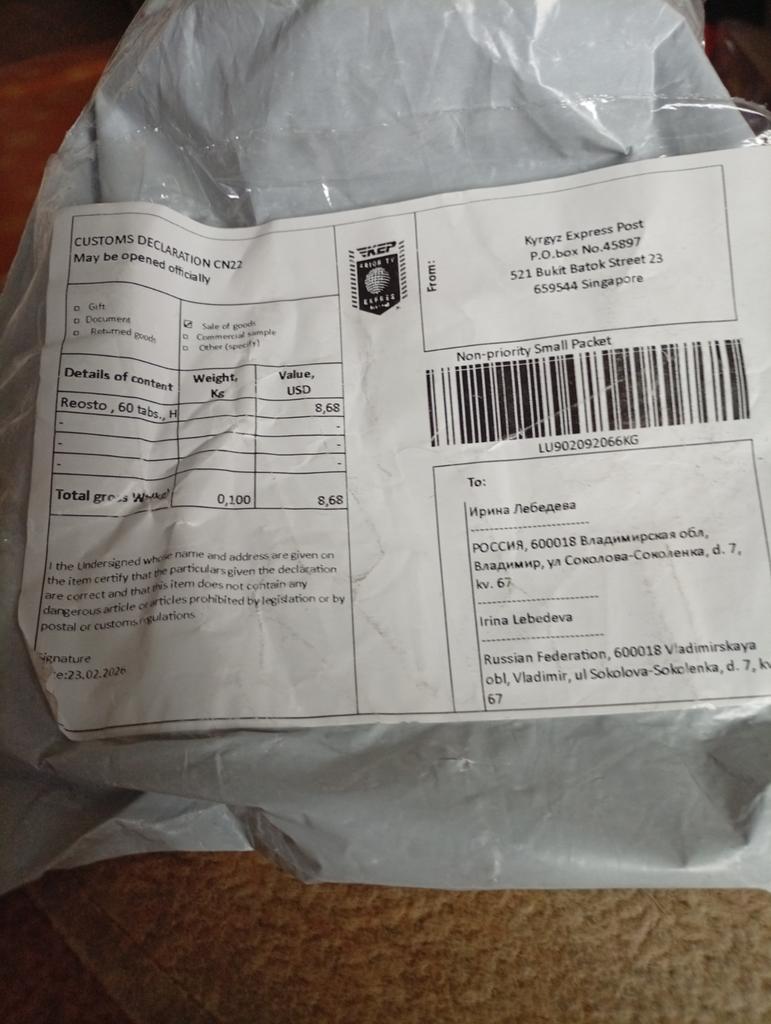 CUSTOMS DECLARATION CN22
May be opened officially
Gift
Document
Returned goods
Sale of goods
Commercial sample
Other (specify)
Details of content
Weight, Kg
Value, USD
Reosto , 60 tabs., H
8,68
-
-
-
-
-
-
Total gross
0,100
8,68
I the Undersigned whose name and address are given on
the item certify that the particulars given the declaration
are correct and that this item does not contain any
dangerous article or articles prohibited by legislation or by
postal or customs regulations
Signature
23.02.2026
KEP
From:
Kyrgyz Express Post
P.O.box No.45897
521 Bukit Batok Street 23
659544 Singapore
Non-priority Small Packet
LU902092066KG
To:
Ирина Лебедева
РОССИЯ, 600018 Владимирская обл,
Владимир, ул Соколова-Соколенка, d. 7,
kv. 67
Irina Lebedeva
Russian Federation, 600018 Vladimirskaya
obl, Vladimir, ul Sokolova-Sokolenka, d. 7, kv
67